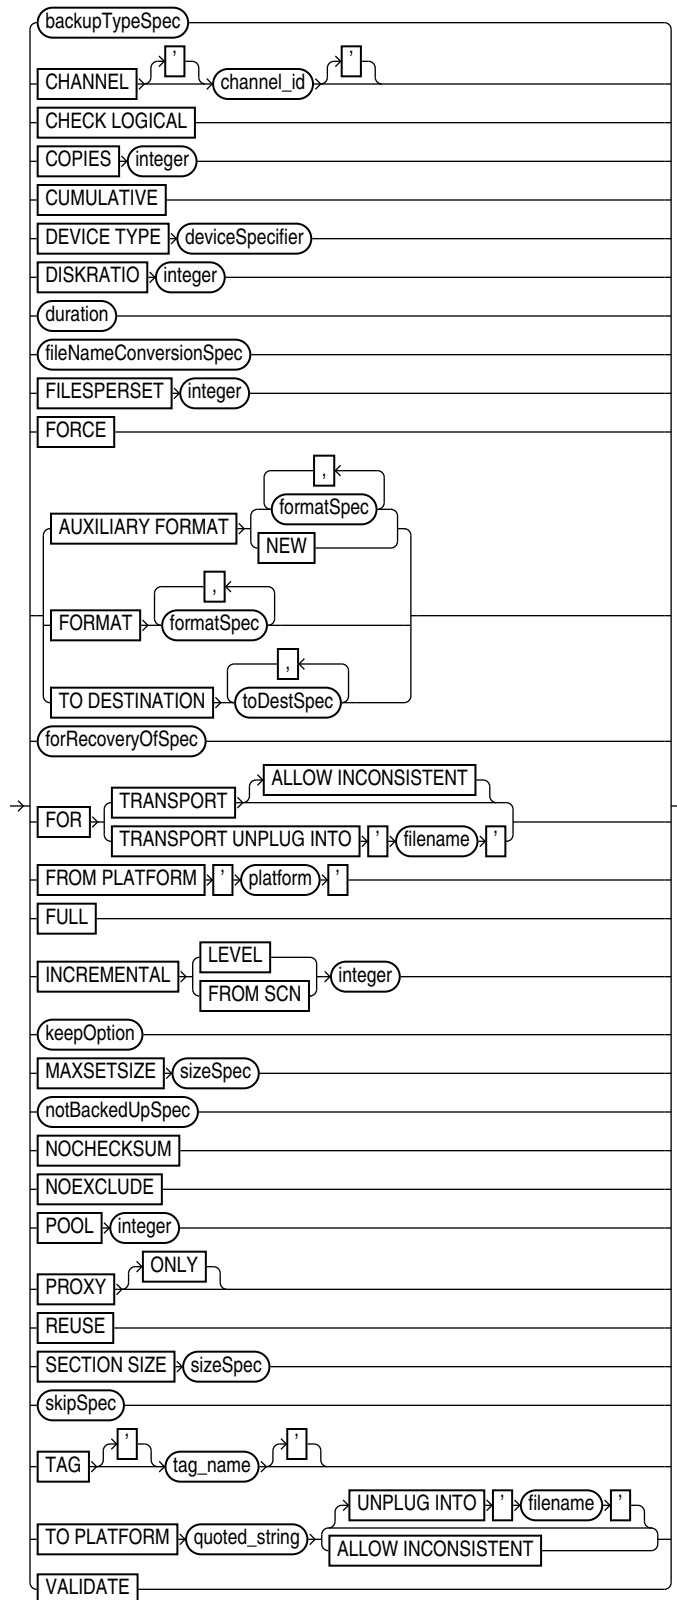 backupTypeSpec
' '
CHANNEL channel_id
CHECK LOGICAL
COPIES integer
CUMULATIVE
DEVICE TYPE deviceSpecifier
DISKRATIO integer
duration
fileNameConversionSpec
FILESPERSET integer
FORCE
,
formatSpec
AUXILIARY FORMAT
NEW
,
FORMAT formatSpec
,
TO DESTINATION toDestSpec
forRecoveryOfSpec
ALLOW INCONSISTENT
TRANSPORT
FOR
TRANSPORT UNPLUG INTO ' filename '
FROM PLATFORM ' platform '
FULL
LEVEL
INCREMENTAL integer
FROM SCN
keepOption
MAXSETSIZE sizeSpec
notBackedUpSpec
NOCHECKSUM
NOEXCLUDE
POOL integer
ONLY
PROXY
REUSE
SECTION SIZE sizeSpec
skipSpec
' '
TAG tag_name
UNPLUG INTO ' filename '
TO PLATFORM quoted_string
ALLOW INCONSISTENT
VALIDATE